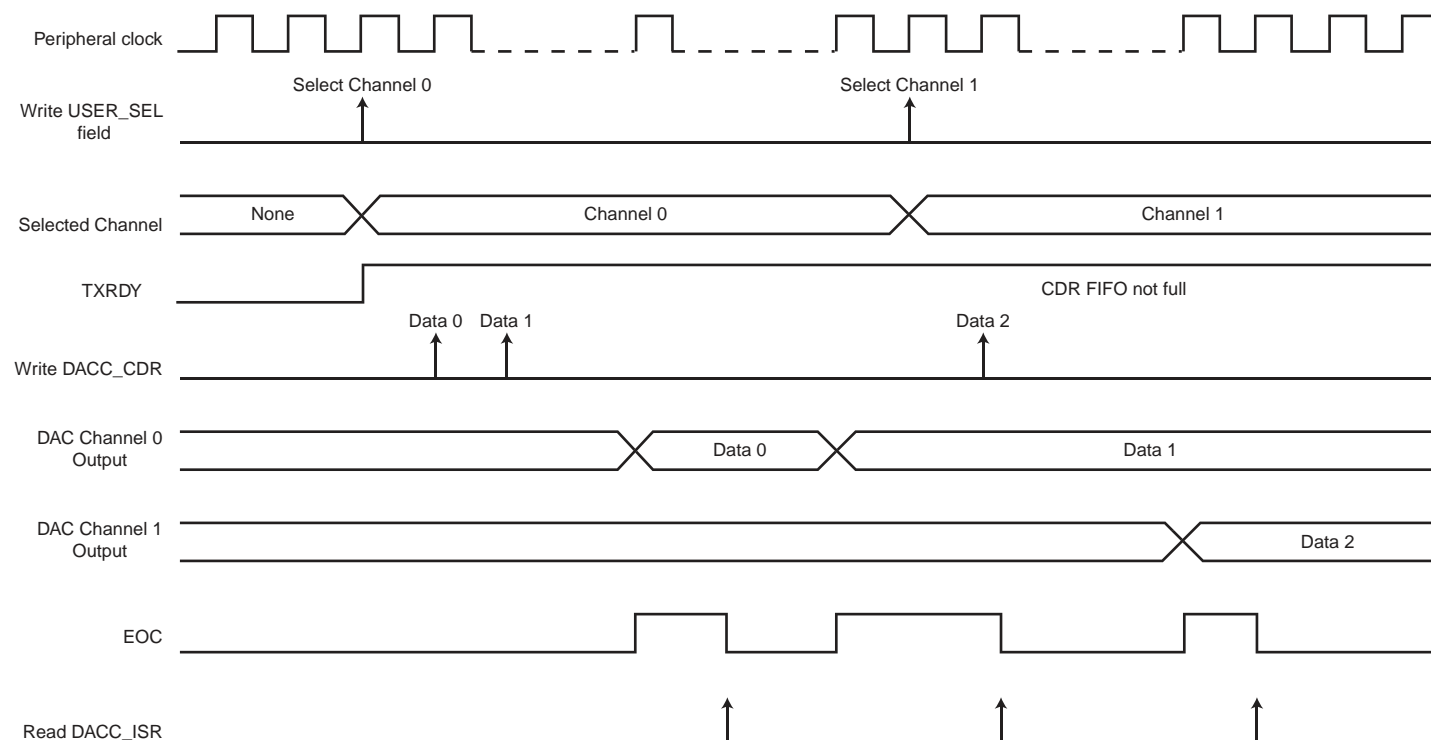 Peripheral clock
Select Channel 0
Select Channel 1
Write USER_SEL
field
None
Channel 0
Channel 1
Selected Channel
TXRDY
CDR FIFO not full
Data 0
Data 1
Data 2
Write DACC_CDR
DAC Channel 0
Output
Data 0
Data 1
DAC Channel 1
Output
Data 2
EOC
Read DACC_ISR